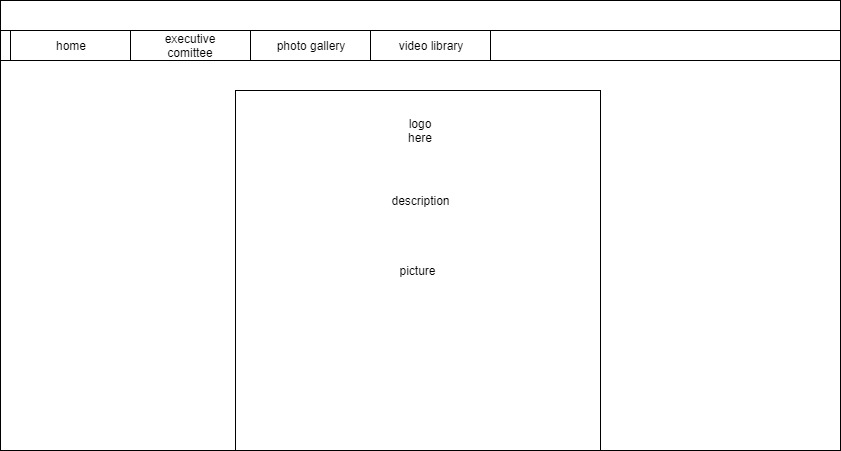 home
executive
comittee
photo gallery
video library
logo
here
description
picture